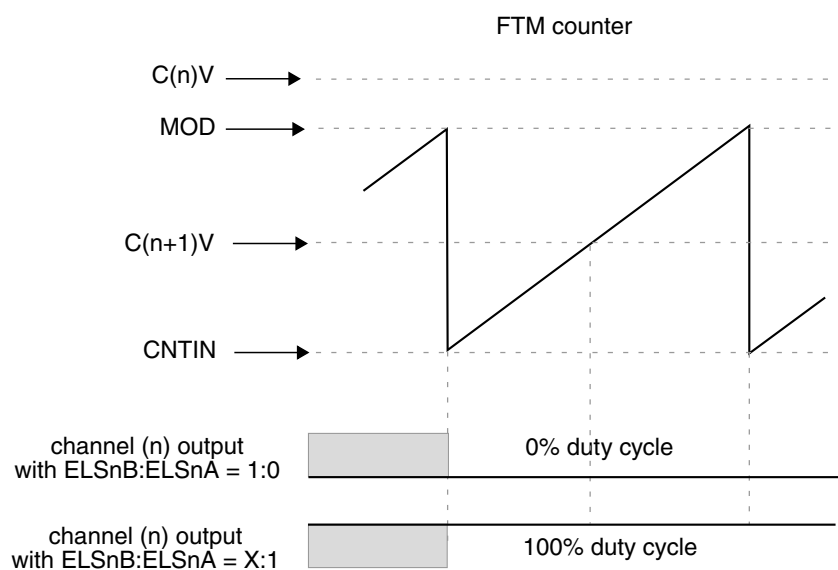 FTM counter
C(n)V
MOD
C(n+1)V
CNTIN
channel (n) output
with ELSnB:ELSnA = 1:0
0% duty cycle
channel (n) output
with ELSnB:ELSnA = X:1
100% duty cycle